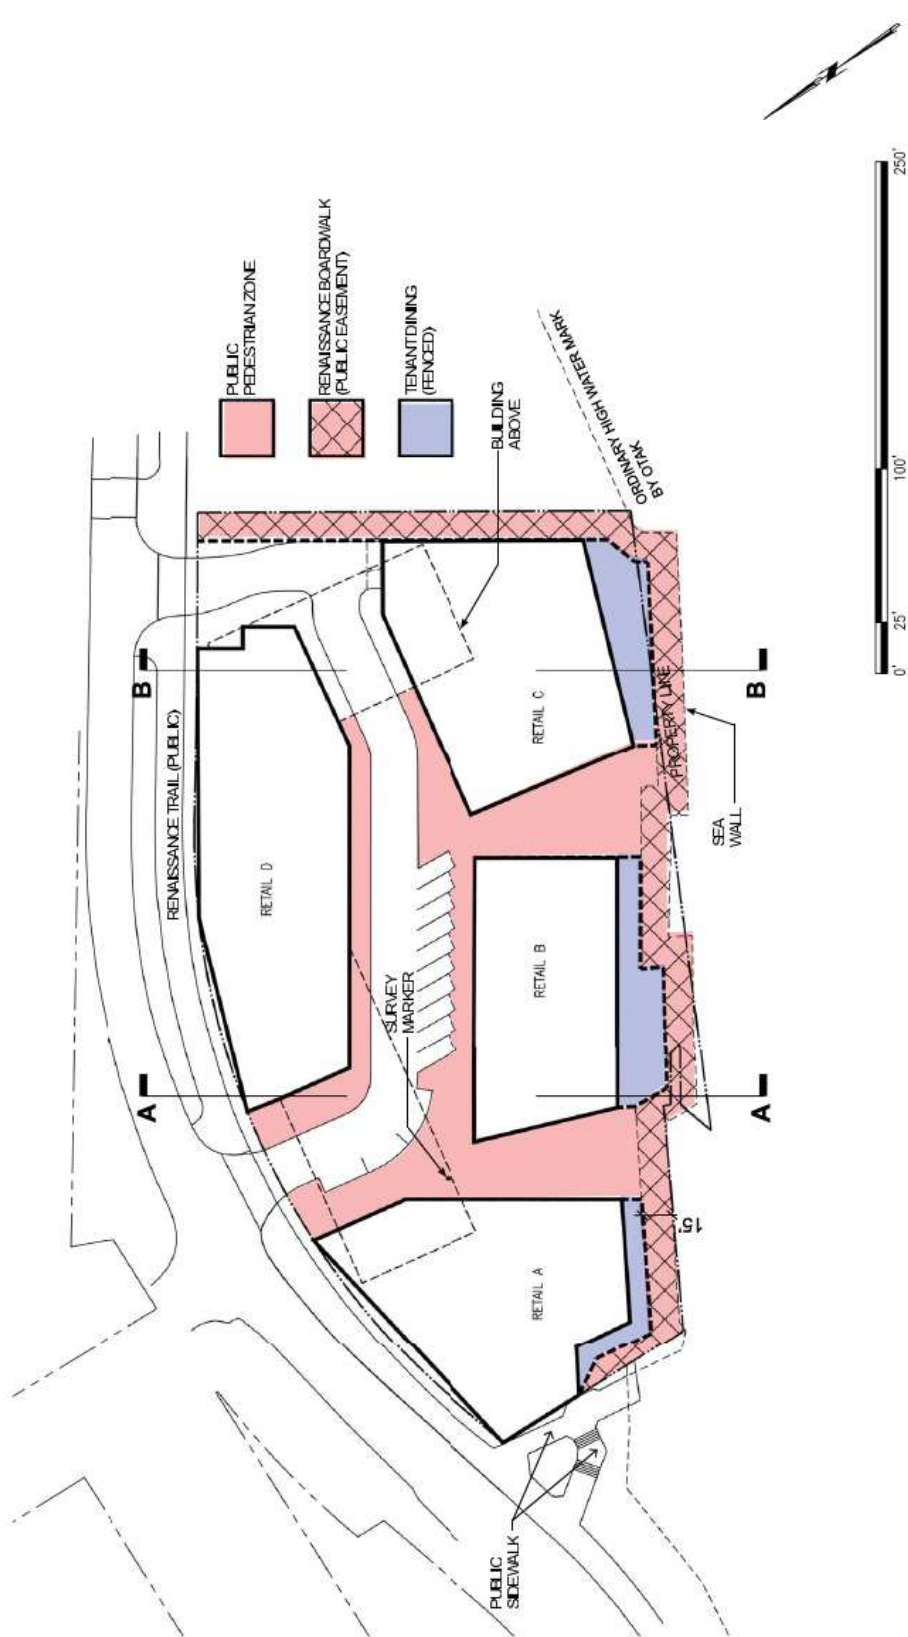 PUBLIC
PEDESTRIAN ZONE
RENAISSANCE BOARDWALK
(PUBLIC EASEMENT)
TENANT DINING
(FENCED)
BUILDING
ABOVE
ORDINARY HIGH WATER MARK
BY OTAK
RENAISSANCE TRAIL (PUBLIC)
B
B
A
A
RETAIL D
RETAIL C
RETAIL B
RETAIL A
SURVEY
MARKER
PROPERTY LINE
SEA
WALL
15'
PUBLIC
SIDEWALK
0'
25'
100'
250'
N